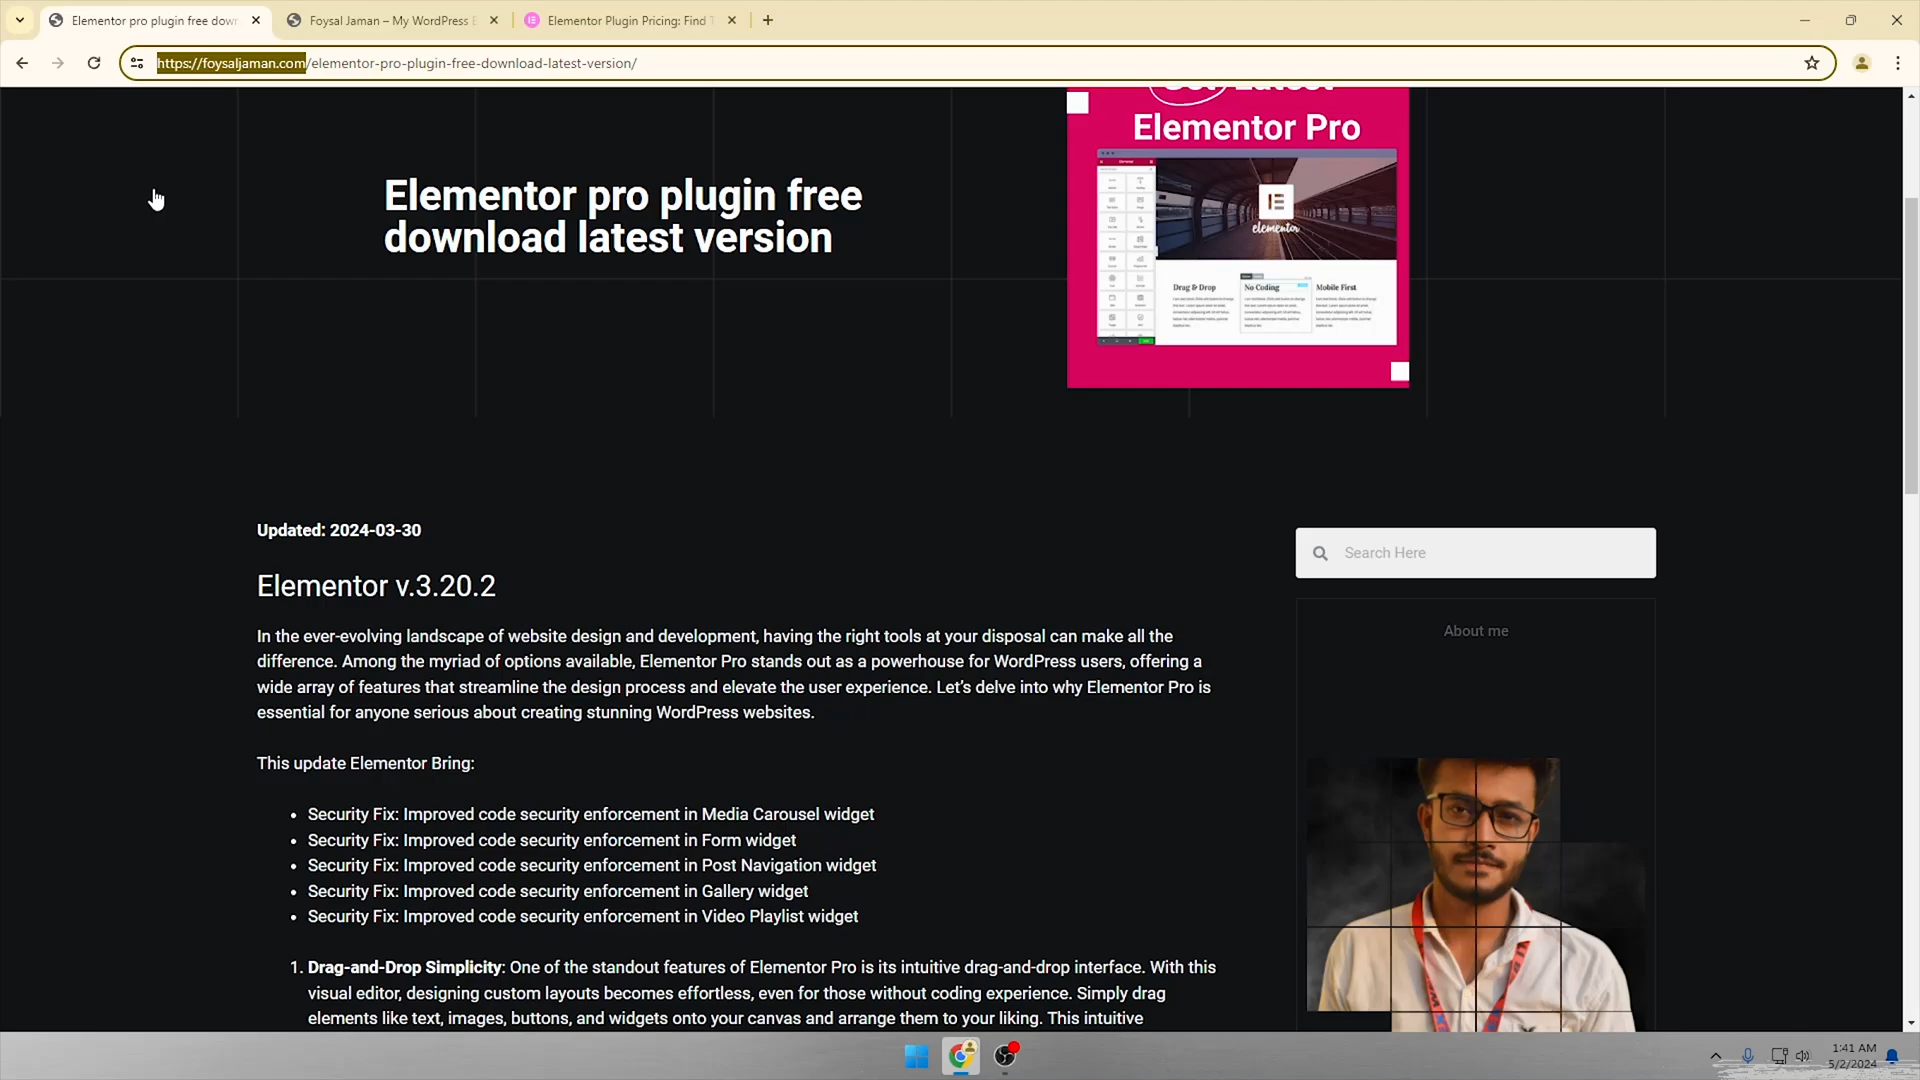 Elementor pro plugin free dow
Foysal Jaman – My WordPress B
Elementor Plugin Pricing: Find T
https://foysaljaman.com/elementor-pro-plugin-free-download-latest-version/
Elementor Pro
Elementor pro plugin free
download latest version
elementor
Drag & Drop
No Coding
Mobile First
Updated: 2024-03-30
Search Here
Elementor v.3.20.2
About me
In the ever-evolving landscape of website design and development, having the right tools at your disposal can make all the
difference. Among the myriad of options available, Elementor Pro stands out as a powerhouse for WordPress users, offering a
wide array of features that streamline the design process and elevate the user experience. Let’s delve into why Elementor Pro is
essential for anyone serious about creating stunning WordPress websites.
This update Elementor Bring:
• Security Fix: Improved code security enforcement in Media Carousel widget
• Security Fix: Improved code security enforcement in Form widget
• Security Fix: Improved code security enforcement in Post Navigation widget
• Security Fix: Improved code security enforcement in Gallery widget
• Security Fix: Improved code security enforcement in Video Playlist widget
1. Drag-and-Drop Simplicity: One of the standout features of Elementor Pro is its intuitive drag-and-drop interface. With this
visual editor, designing custom layouts becomes effortless, even for those without coding experience. Simply drag
elements like text, images, buttons, and widgets onto your canvas and arrange them to your liking. This intuitive
1:41 AM
5/2/2024